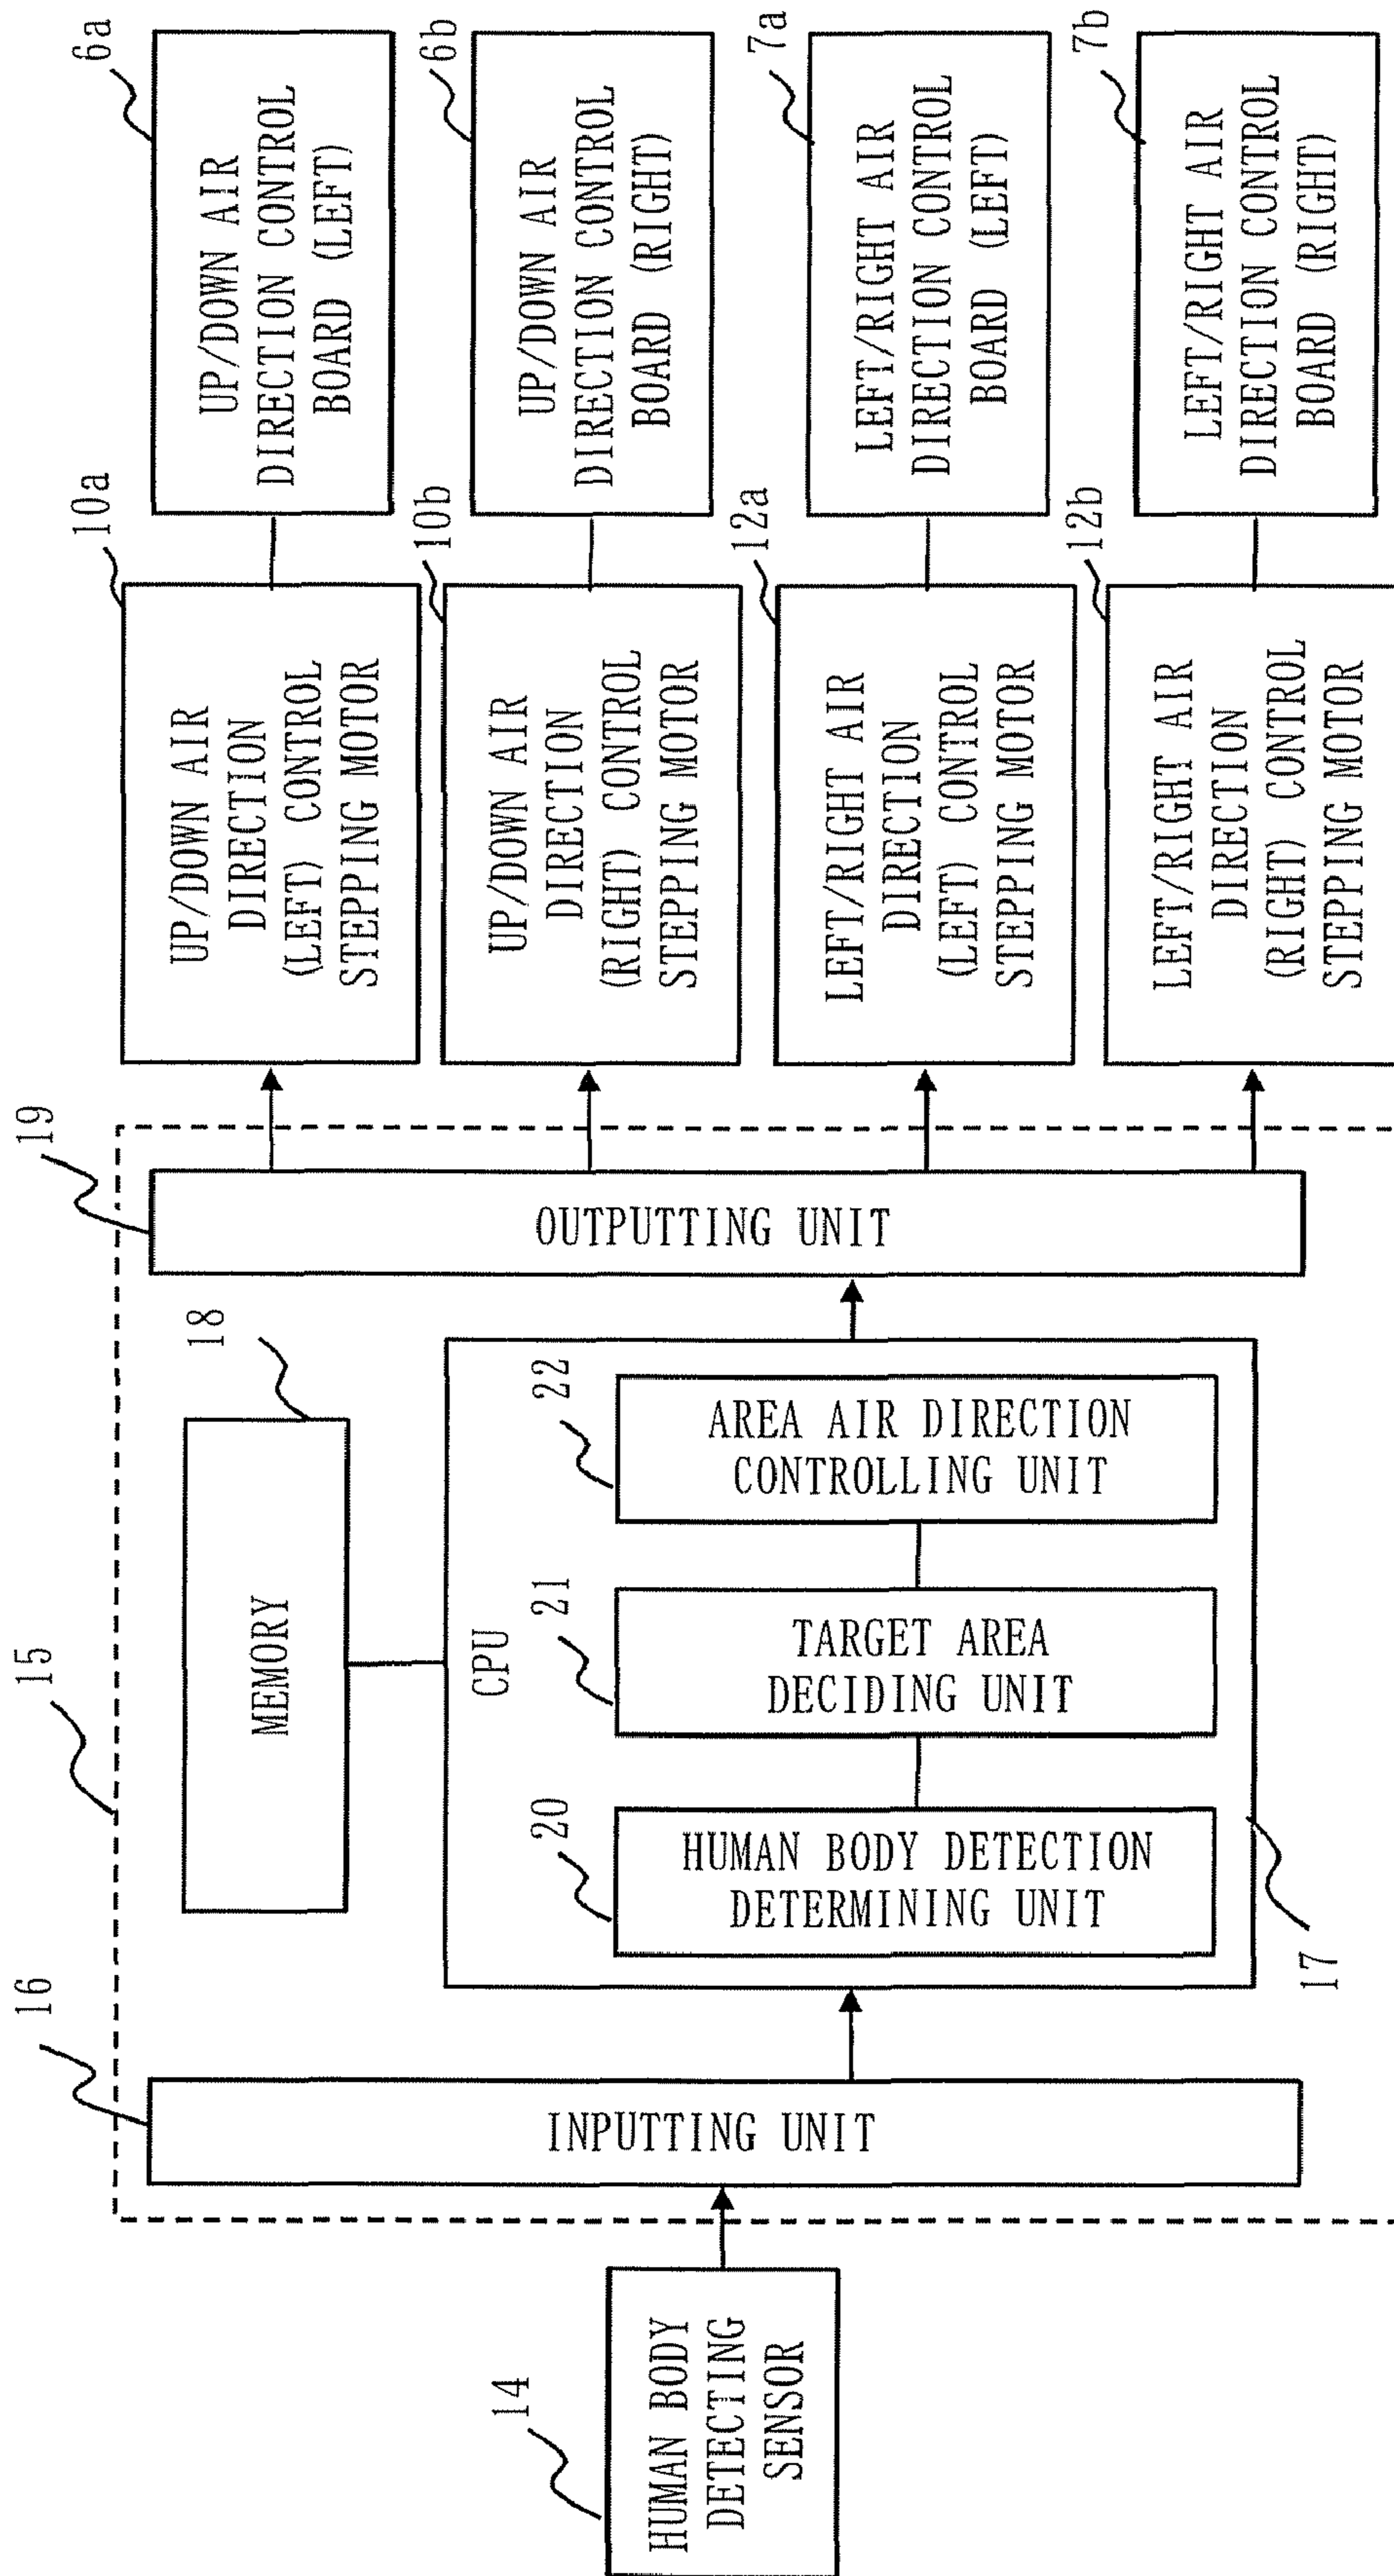 14
HUMAN BODY
DETECTING
SENSOR
15
16
INPUTTING UNIT
MEMORY
18
CPU
17
20
HUMAN BODY DETECTION
DETERMINING UNIT
21
TARGET AREA
DECIDING UNIT
22
AREA AIR DIRECTION
CONTROLLING UNIT
19
OUTPUTTING UNIT
10a
UP/DOWN AIR
DIRECTION
(LEFT) CONTROL
STEPPING MOTOR
6a
UP/DOWN AIR
DIRECTION CONTROL
BOARD (LEFT)
10b
UP/DOWN AIR
DIRECTION
(RIGHT) CONTROL
STEPPING MOTOR
6b
UP/DOWN AIR
DIRECTION CONTROL
BOARD (RIGHT)
12a
LEFT/RIGHT AIR
DIRECTION
(LEFT) CONTROL
STEPPING MOTOR
7a
LEFT/RIGHT AIR
DIRECTION CONTROL
BOARD (LEFT)
12b
LEFT/RIGHT AIR
DIRECTION
(RIGHT) CONTROL
STEPPING MOTOR
7b
LEFT/RIGHT AIR
DIRECTION CONTROL
BOARD (RIGHT)